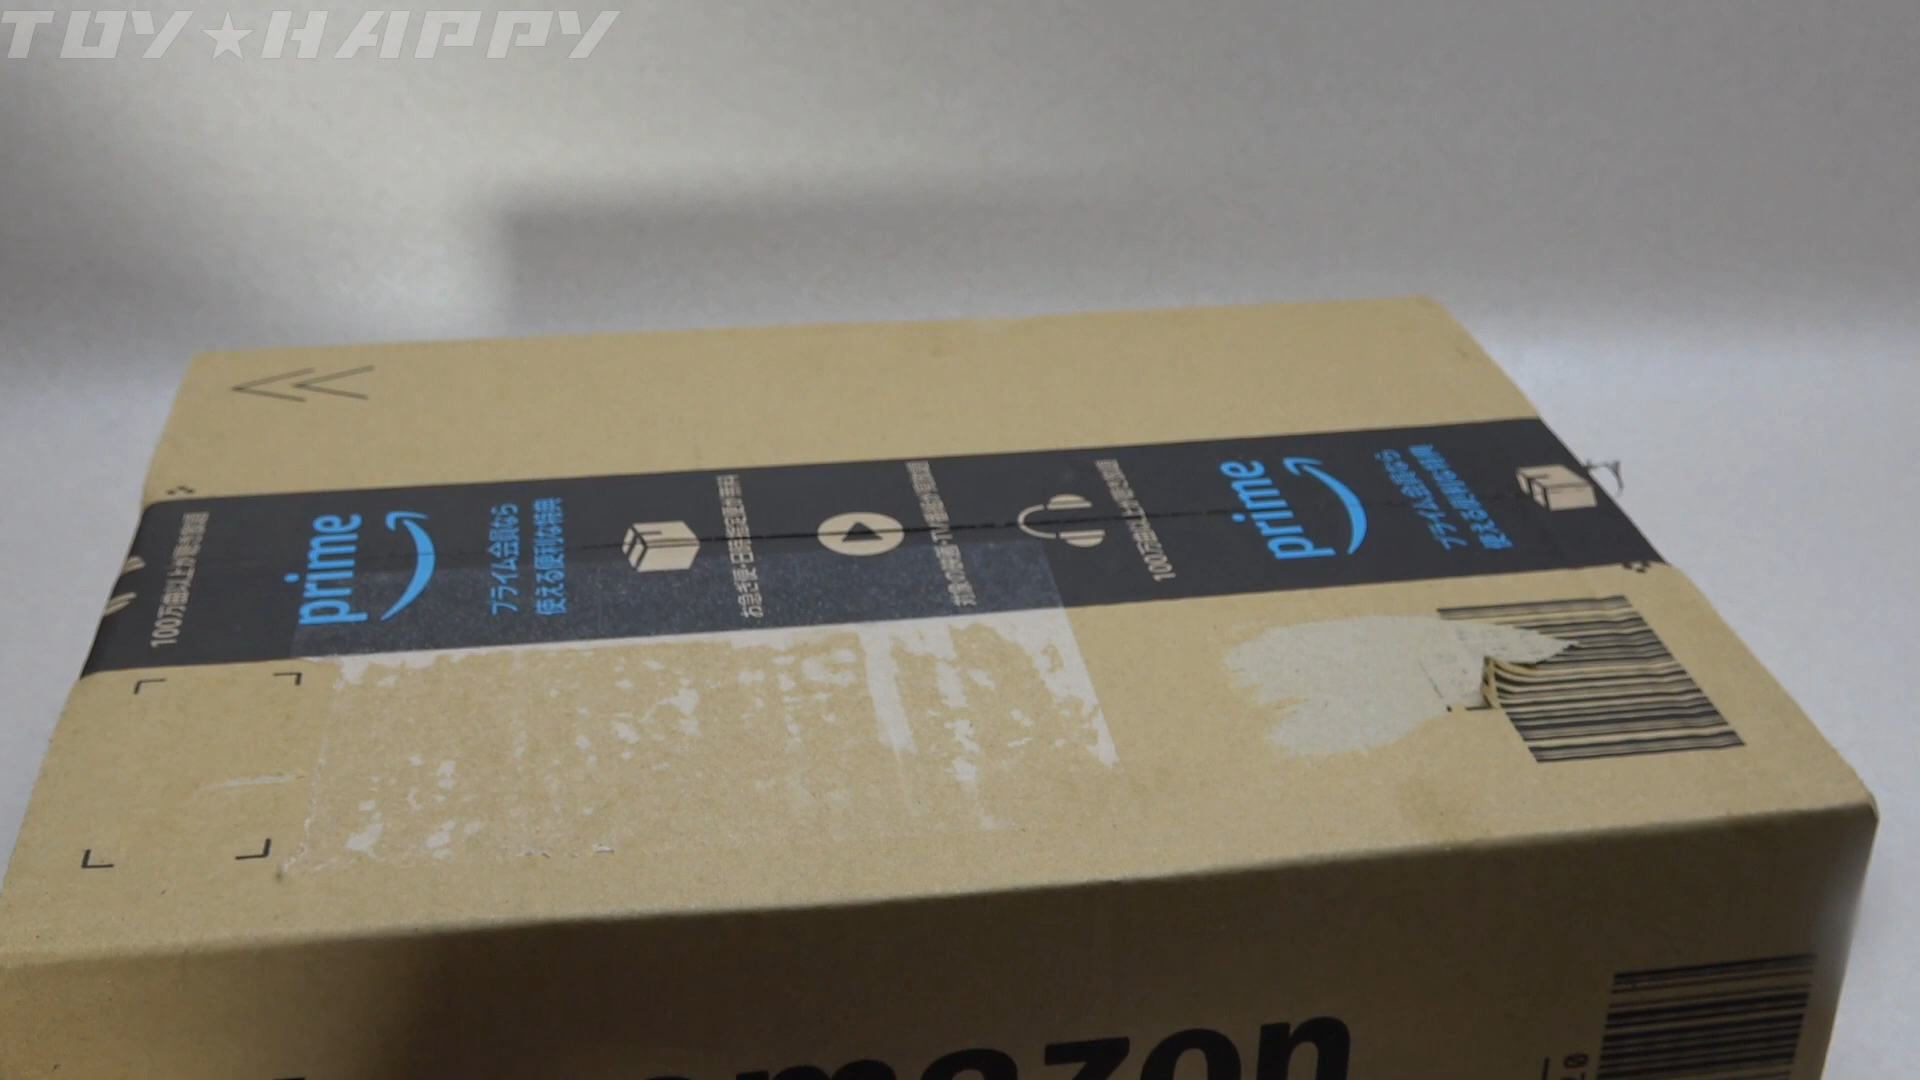 TOY★HAPPY
100万曲以上が聴き放題
prime
プライム会員なら
使える便利な特典
お急ぎ便・日時指定便が無料
対象の映画・TV番組が見放題
100万曲以上が聴き放題
prime
プライム会員なら
使える便利な特典
amazon